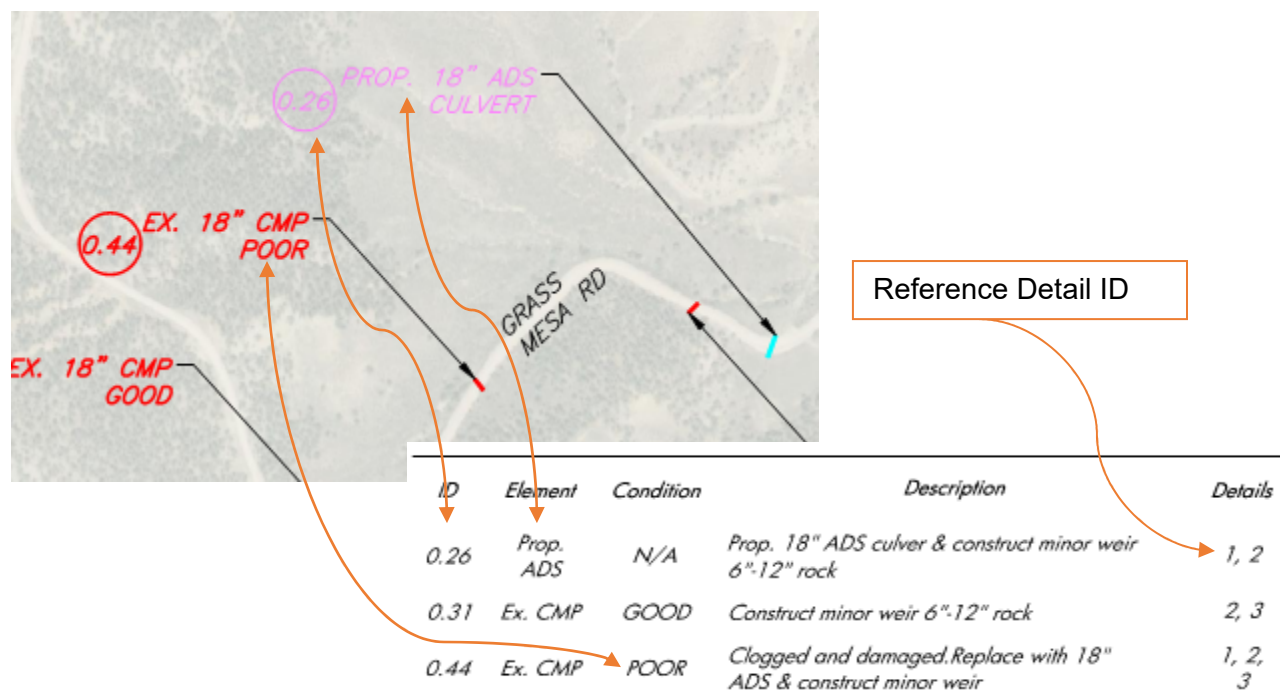 0.26
PROP. 18" ADS
CULVERT
0.44
EX. 18" CMP
POOR
GRASS
MESA RD
EX. 18" CMP
GOOD
Reference Detail ID
ID Element Condition Description Details
0.26 Prop. ADS N/A Prop. 18" ADS culver & construct minor weir 1, 2
6"-12" rock
0.31 Ex. CMP GOOD Construct minor weir 6"-12" rock 2, 3
0.44 Ex. CMP POOR Clogged and damaged.Replace with 18" 1, 2,
ADS & construct minor weir 3